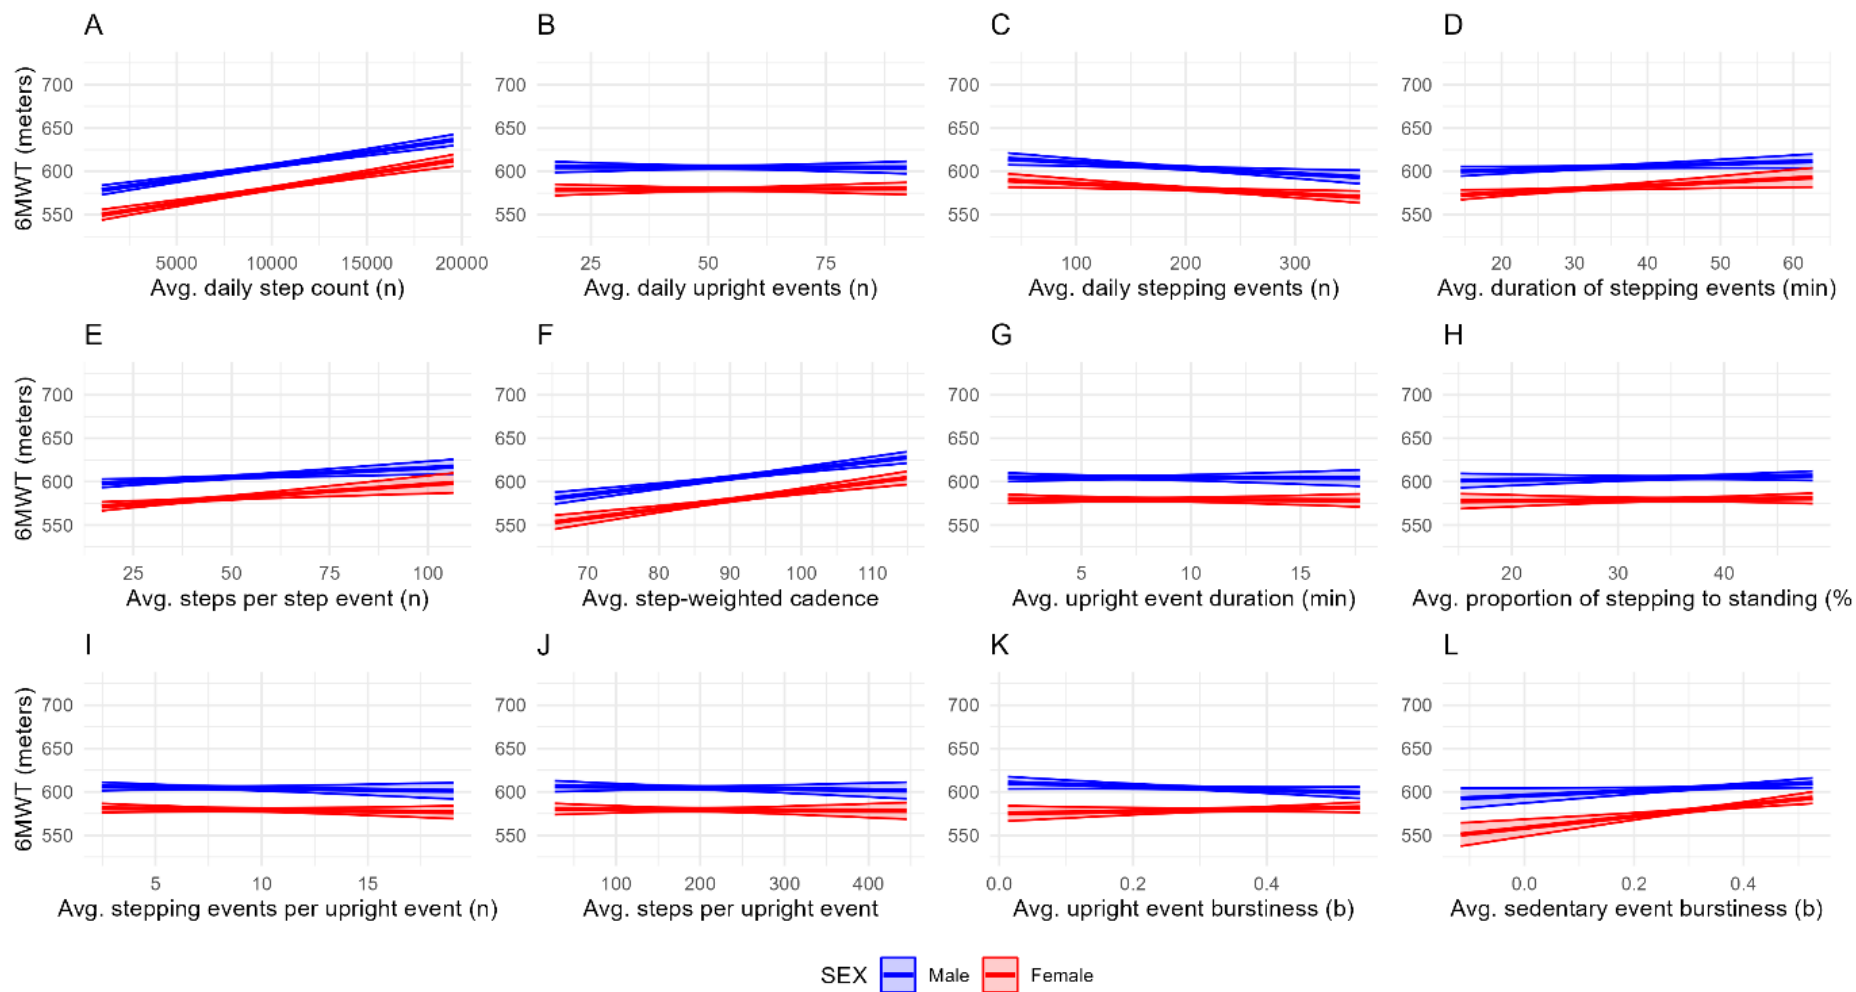 A B C D
6MWT (meters)
700 700 700 700
650 650 650 650
600 600 600 600
550 550 550 550
5000 10000 15000 20000 25 50 75 100 200 300 20 30 40 50 60
Avg. daily step count (n) Avg. daily upright events (n) Avg. daily stepping events (n) Avg. duration of stepping events (min)
E F G H
6MWT (meters)
700 700 700 700
650 650 650 650
600 600 600 600
550 550 550 550
25 50 75 100 70 80 90 100 110 5 10 15 20 30 40
Avg. steps per step event (n) Avg. step-weighted cadence Avg. upright event duration (min) Avg. proportion of stepping to standing (%
I J K L
6MWT (meters)
700 700 700 700
650 650 650 650
600 600 600 600
550 550 550 550
5 10 15 100 200 300 400 0.0 0.2 0.4 0.0 0.2 0.4
Avg. stepping events per upright event (n) Avg. steps per upright event Avg. upright event burstiness (b) Avg. sedentary event burstiness (b)
SEX Male Female